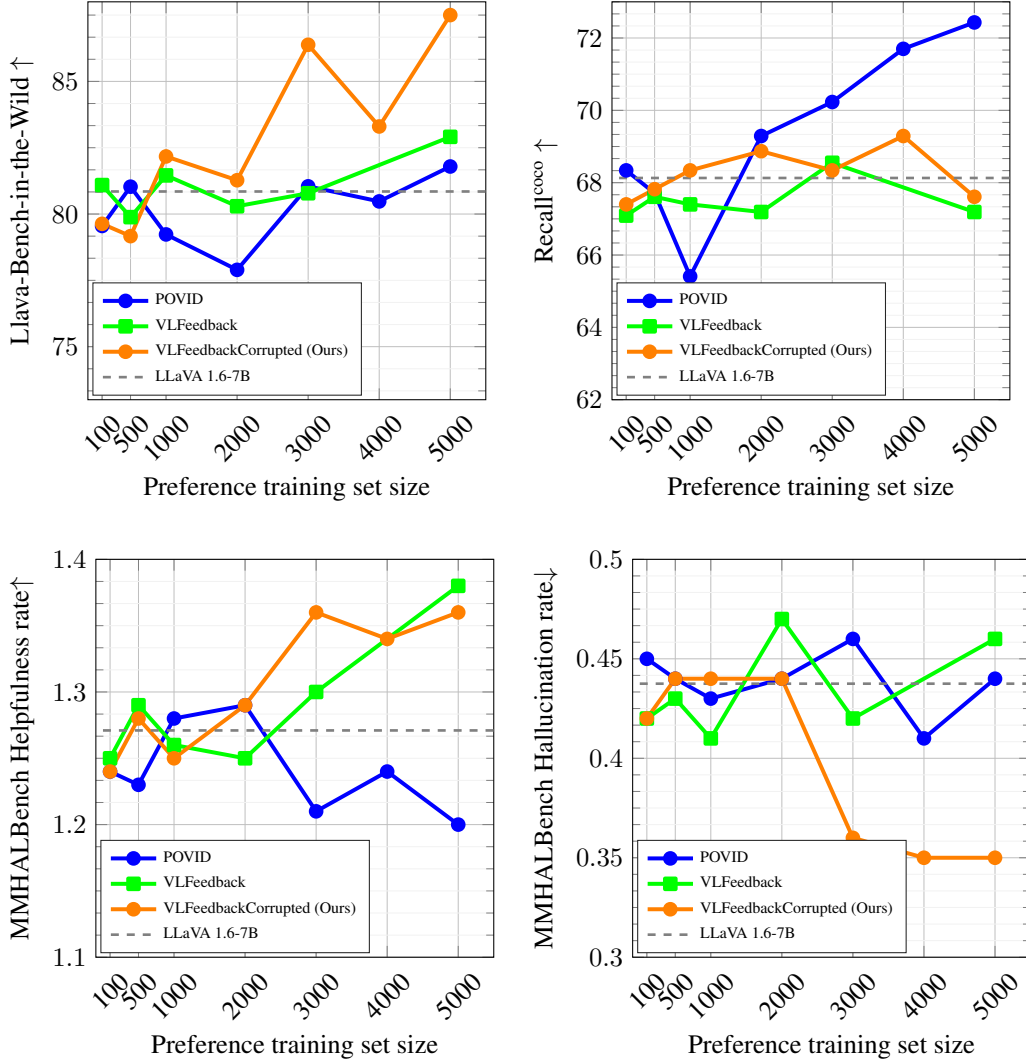 Llava-Bench-in-the-Wild ↑
85
80
75
POVID
VLFeedback
VLFeedbackCorrupted (Ours)
LLaVA 1.6-7B
100
500
1000
2000
3000
4000
5000
Preference training set size
Recall^coco ↑
72
70
68
66
64
62
POVID
VLFeedback
VLFeedbackCorrupted (Ours)
LLaVA 1.6-7B
100
500
1000
2000
3000
4000
5000
Preference training set size
MMHALBench Helpfulness rate↑
1.4
1.3
1.2
1.1
POVID
VLFeedback
VLFeedbackCorrupted (Ours)
LLaVA 1.6-7B
100
500
1000
2000
3000
4000
5000
Preference training set size
MMHALBench Hallucination rate↓
0.5
0.45
0.4
0.35
0.3
POVID
VLFeedback
VLFeedbackCorrupted (Ours)
LLaVA 1.6-7B
100
500
1000
2000
3000
4000
5000
Preference training set size